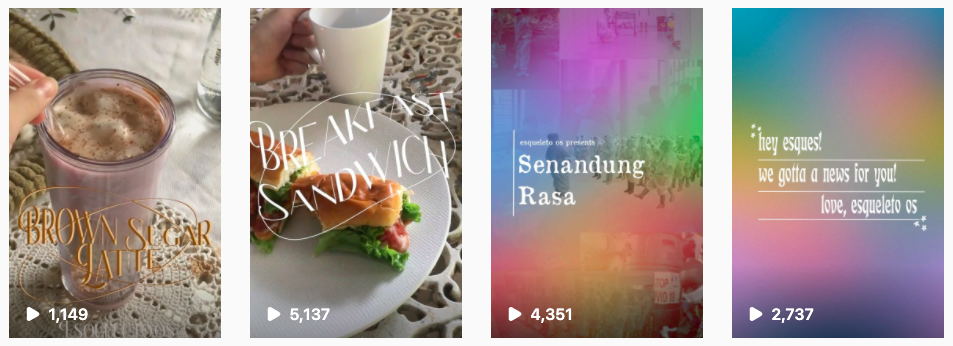 BROWN SUGAR
LATTE
1,149
BREAKFAST
SANDWICH
5,137
esqueleto os presents
Senandung
Rasa
STOP
4,351
hey esques!
we gotta a news for you!
love, esqueleto os
2,737